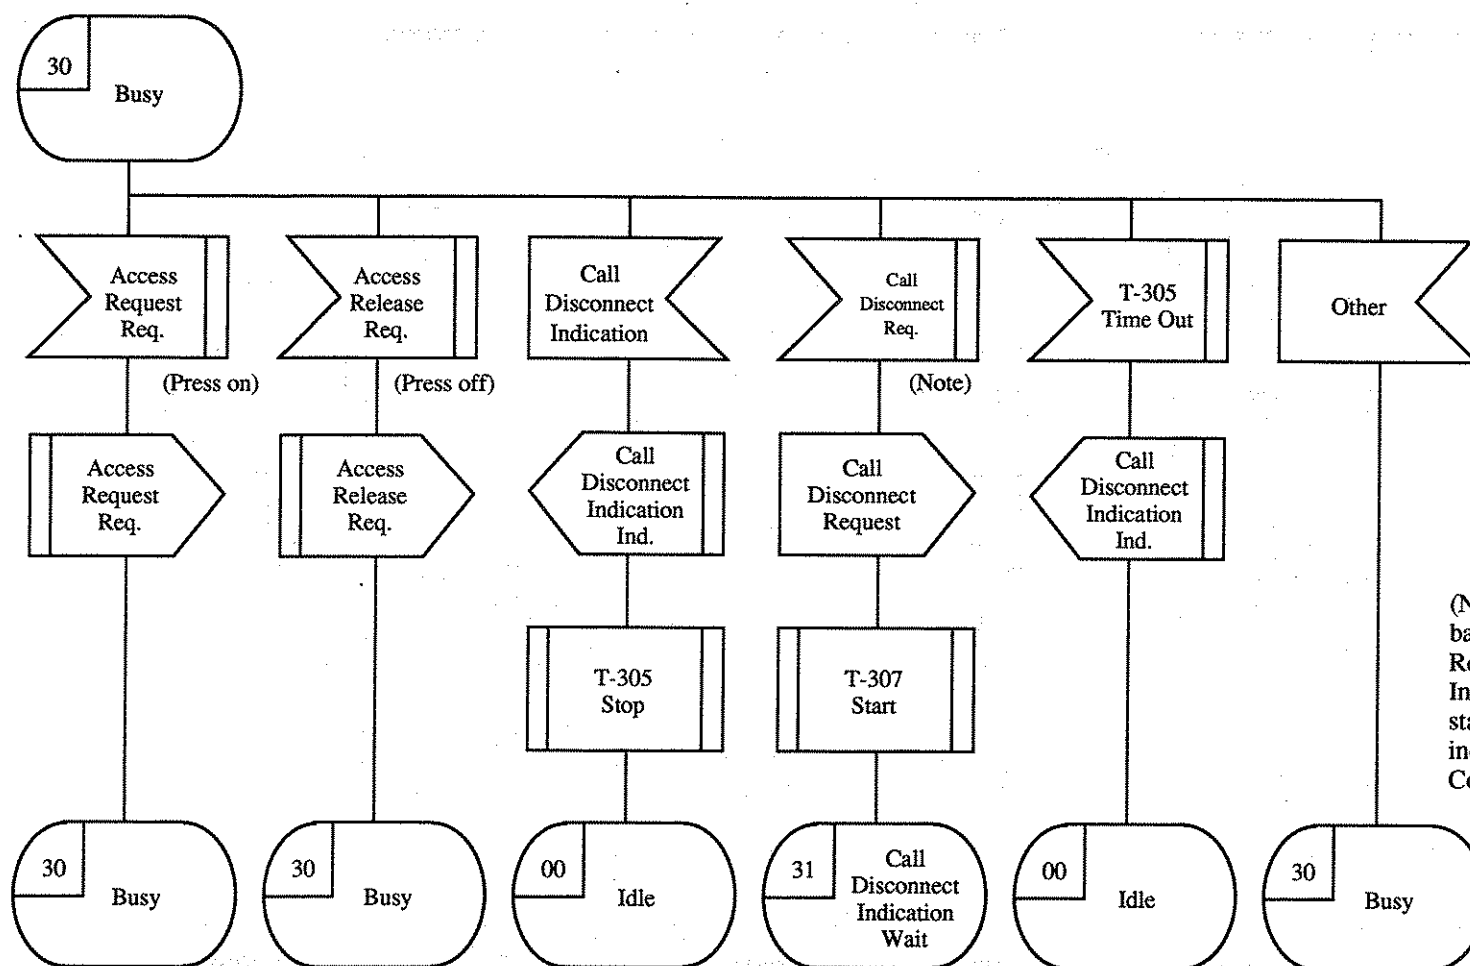 30
Busy
Access
Request
Req.
(Press on)
Access
Release
Req.
(Press off)
Call
Disconnect
Indication
Call
Disconnect
Req.
(Note)
T-305
Time Out
Other
Access
Request
Req.
Access
Release
Req.
Call
Disconnect
Indication
Ind.
Call
Disconnect
Request
Call
Disconnect
Indication
Ind.
T-305
Stop
T-307
Start
30
Busy
30
Busy
00
Idle
31
Call
Disconnect
Indication
Wait
00
Idle
30
Busy